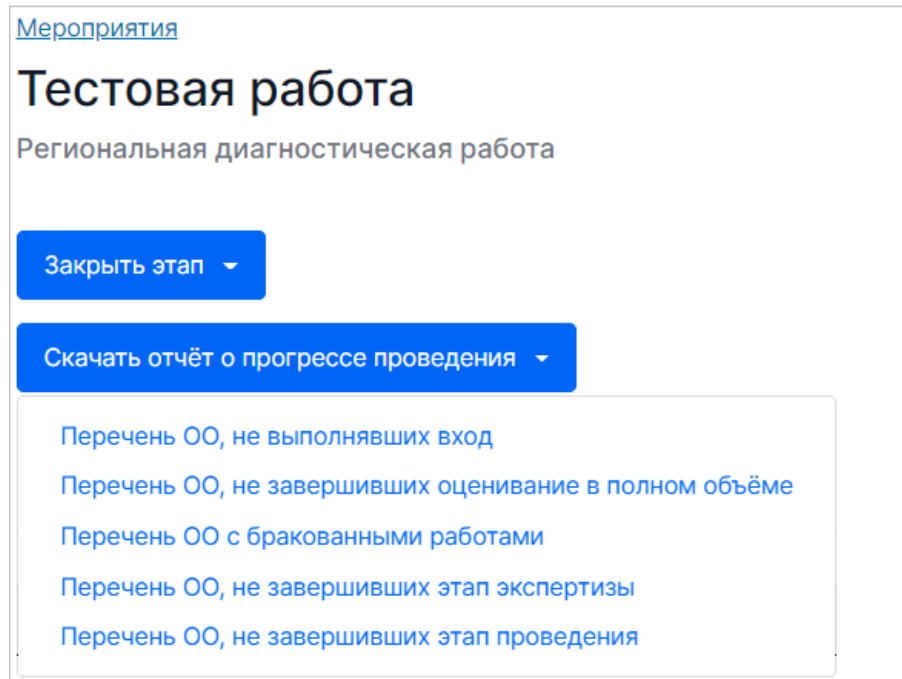 Мероприятия
Тестовая работа
Региональная диагностическая работа
Закрыть этап
Скачать отчёт о прогрессе проведения
Перечень ОО, не выполнявших вход
Перечень ОО, не завершивших оценивание в полном объёме
Перечень ОО с бракованными работами
Перечень ОО, не завершивших этап экспертизы
Перечень ОО, не завершивших этап проведения